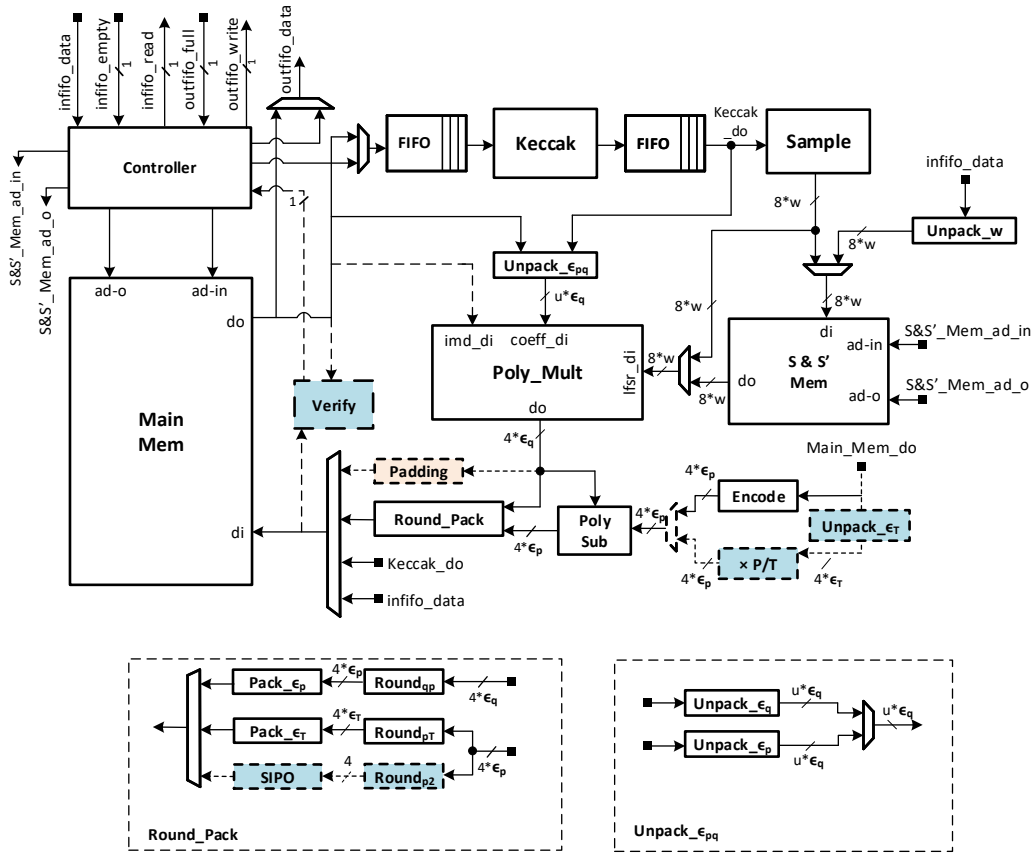 infifo_data
infifo_empty
1
infifo_read
1
outfifo_full
outfifo_write
1
outfifo_data
Controller
S&S'_Mem_ad_in
S&S'_Mem_ad_o
1
FIFO
Keccak
FIFO
Keccak
_do
Sample
8*w
infifo_data
Unpack_w
8*w
8*w
8*w
Unpack_ϵpq
u*ϵq
ad-o
ad-in
do
Main
Mem
di
Verify
imd_di
coeff_di
Poly_Mult
lfsr_di
do
8*w
8*w
di
S & S'
Mem
do
ad-in
ad-o
S&S'_Mem_ad_in
S&S'_Mem_ad_o
4*ϵq
Padding
Round_Pack
4*ϵp
Poly
Sub
4*ϵp
4*ϵp
Encode
Main_Mem_do
Unpack_ϵT
4*ϵp
× P/T
4*ϵT
Keccak_do
infifo_data
Pack_ϵp
4*ϵp
Roundqp
4*ϵq
Pack_ϵT
4*ϵT
RoundpT
4*ϵp
SIPO
4
Roundp2
Round_Pack
Unpack_ϵq
u*ϵq
Unpack_ϵp
u*ϵq
u*ϵq
Unpack_ϵpq